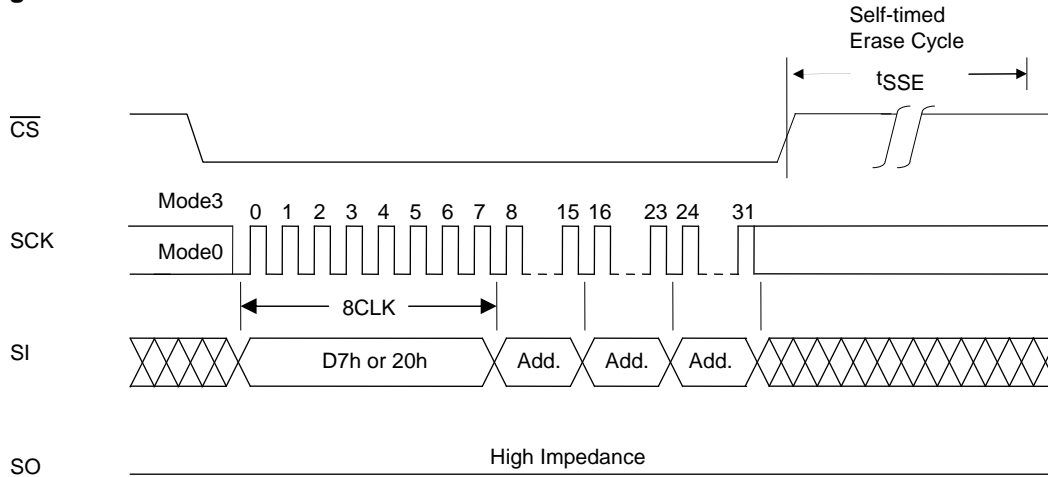 Self-timed
Erase Cycle
tSSE
CS
Mode3
0 1 2 3 4 5 6 7 8 15 16 23 24 31
SCK
Mode0
8CLK
SI
D7h or 20h Add. Add. Add.
High Impedance
SO